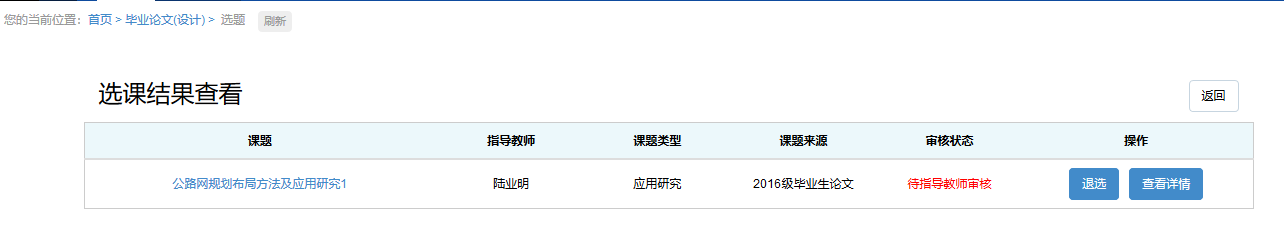 您的当前位置：首页 > 毕业论文(设计) > 选题 刷新
选课结果查看
返回
课题 指导教师 课题类型 课题来源 审核状态 操作
公路网规划布局方法及应用研究1 陆业明 应用研究 2016级毕业生论文 待指导教师审核 退选 查看详情